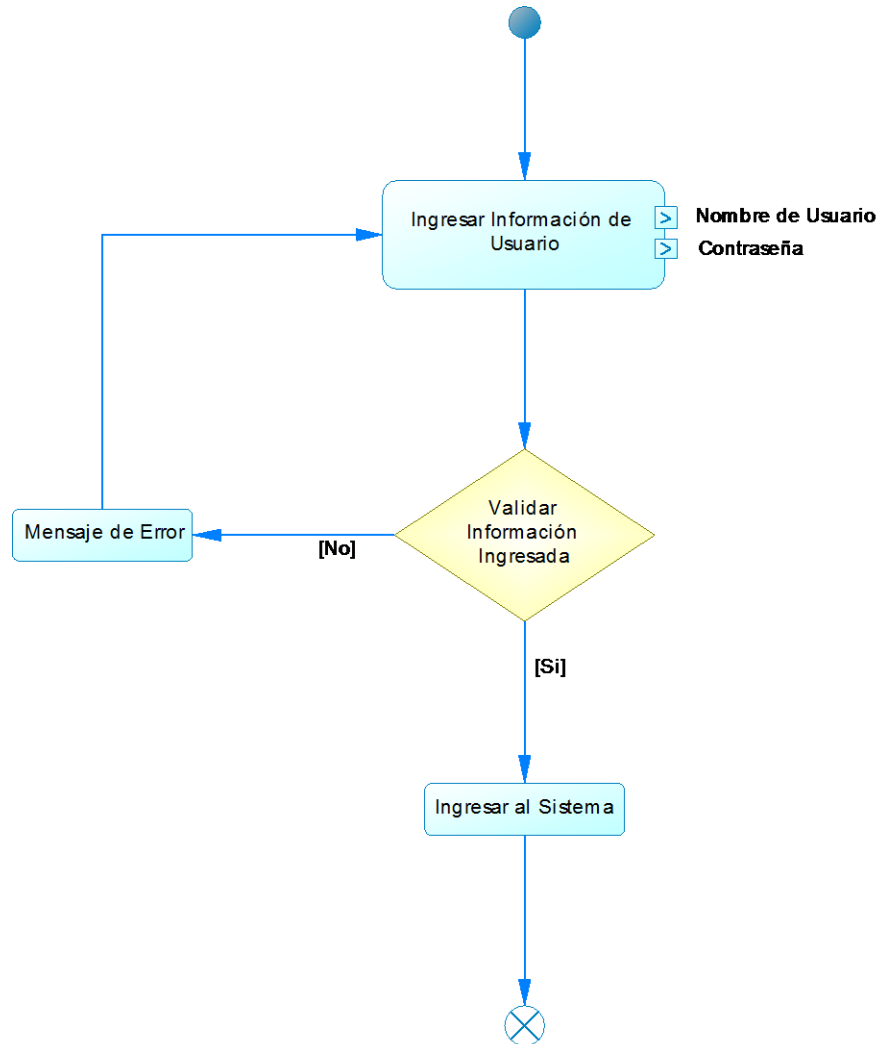 Ingresar Información de
Usuario
> Nombre de Usuario
> Contraseña
Validar
Información
Ingresada
Mensaje de Error
[No]
[Si]
Ingresar al Sistema